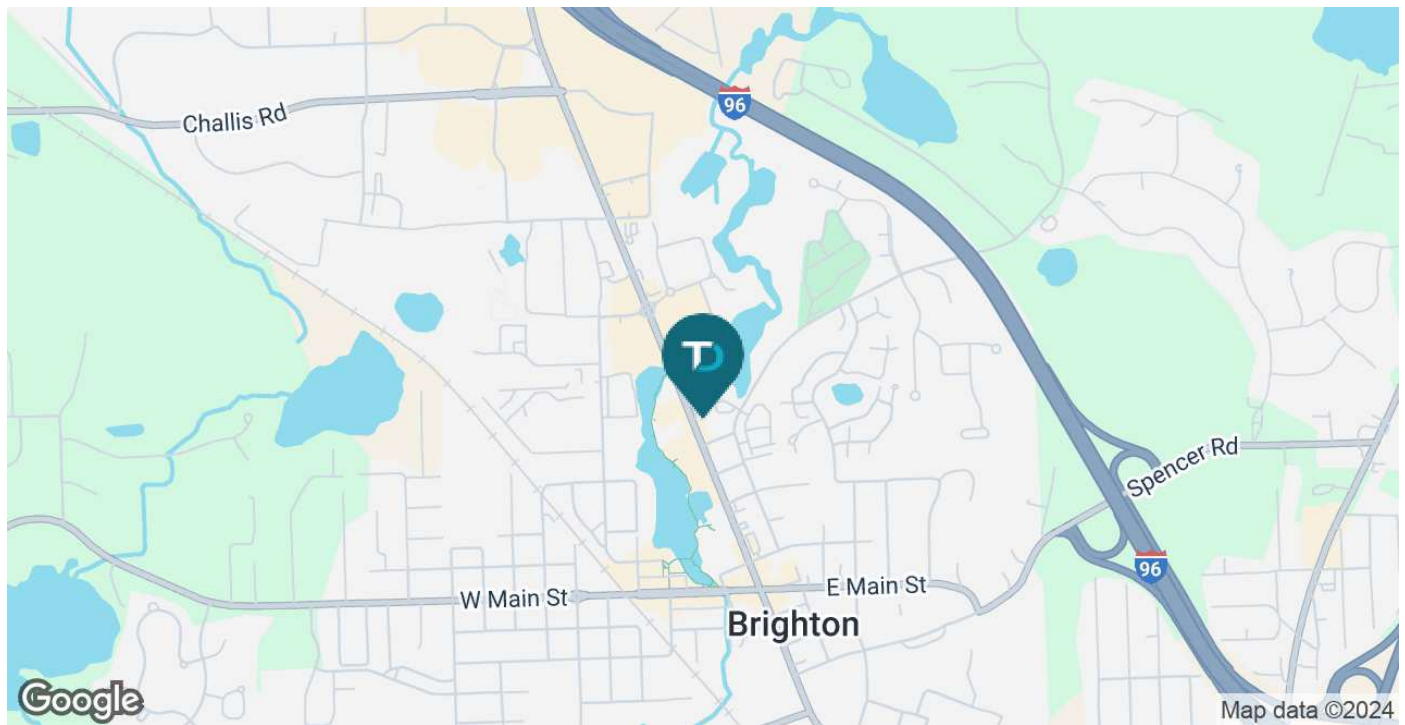 96
Challis Rd
TD
Spencer Rd
96
E Main St
W Main St
Brighton
Google
Map data ©2024